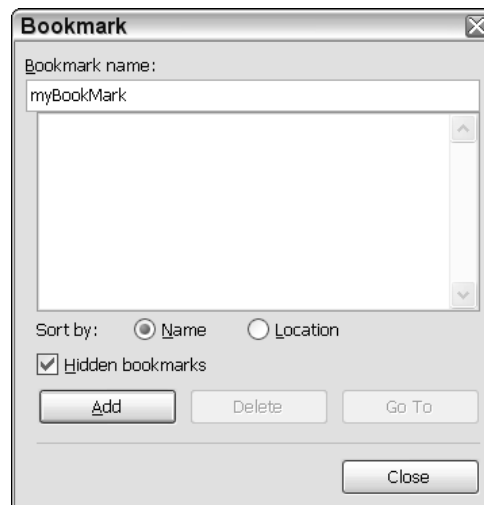 Bookmark
Bookmark name:
myBookMark
Sort by: Name Location
Hidden bookmarks
Add Delete Go To
Close